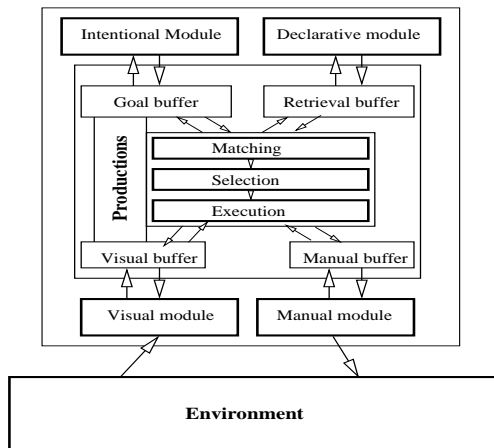 Intentional Module
Declarative module
Goal buffer
Retrieval buffer
Productions
Matching
Selection
Execution
Visual buffer
Manual buffer
Visual module
Manual module
Environment